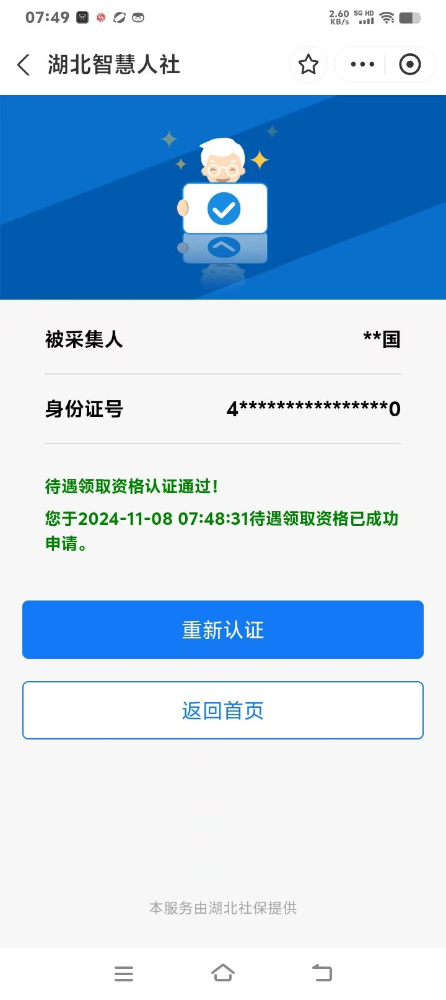 07:49
2.60
KB/s
5G HD
湖北智慧人社
被采集人 **国
身份证号 4****************0
待遇领取资格认证通过！
您于2024-11-08 07:48:31待遇领取资格已成功
申请。
重新认证
返回首页
本服务由湖北社保提供